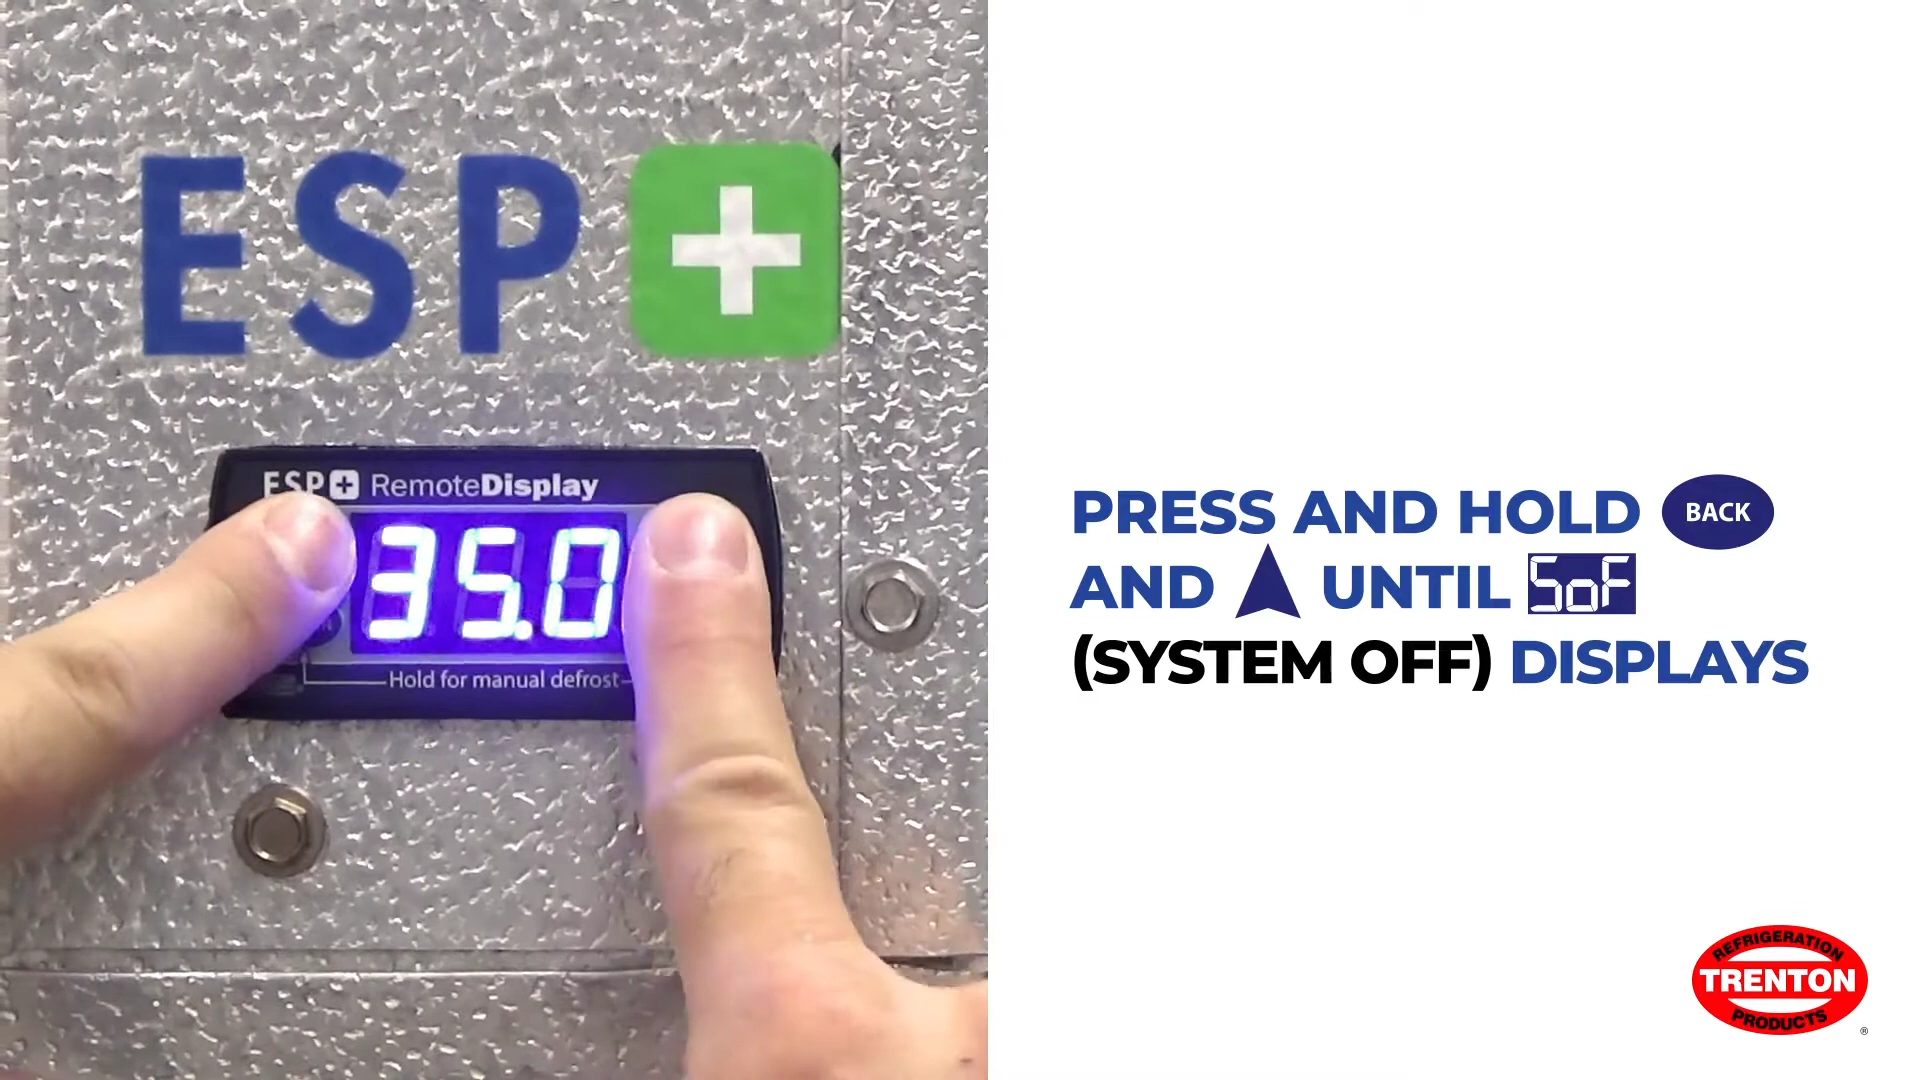 ESP+
ESP+ RemoteDisplay
35.0
Hold for manual defrost
PRESS AND HOLD BACK
AND UNTIL SoF
(SYSTEM OFF) DISPLAYS
REFRIGERATION
TRENTON
PRODUCTS
®